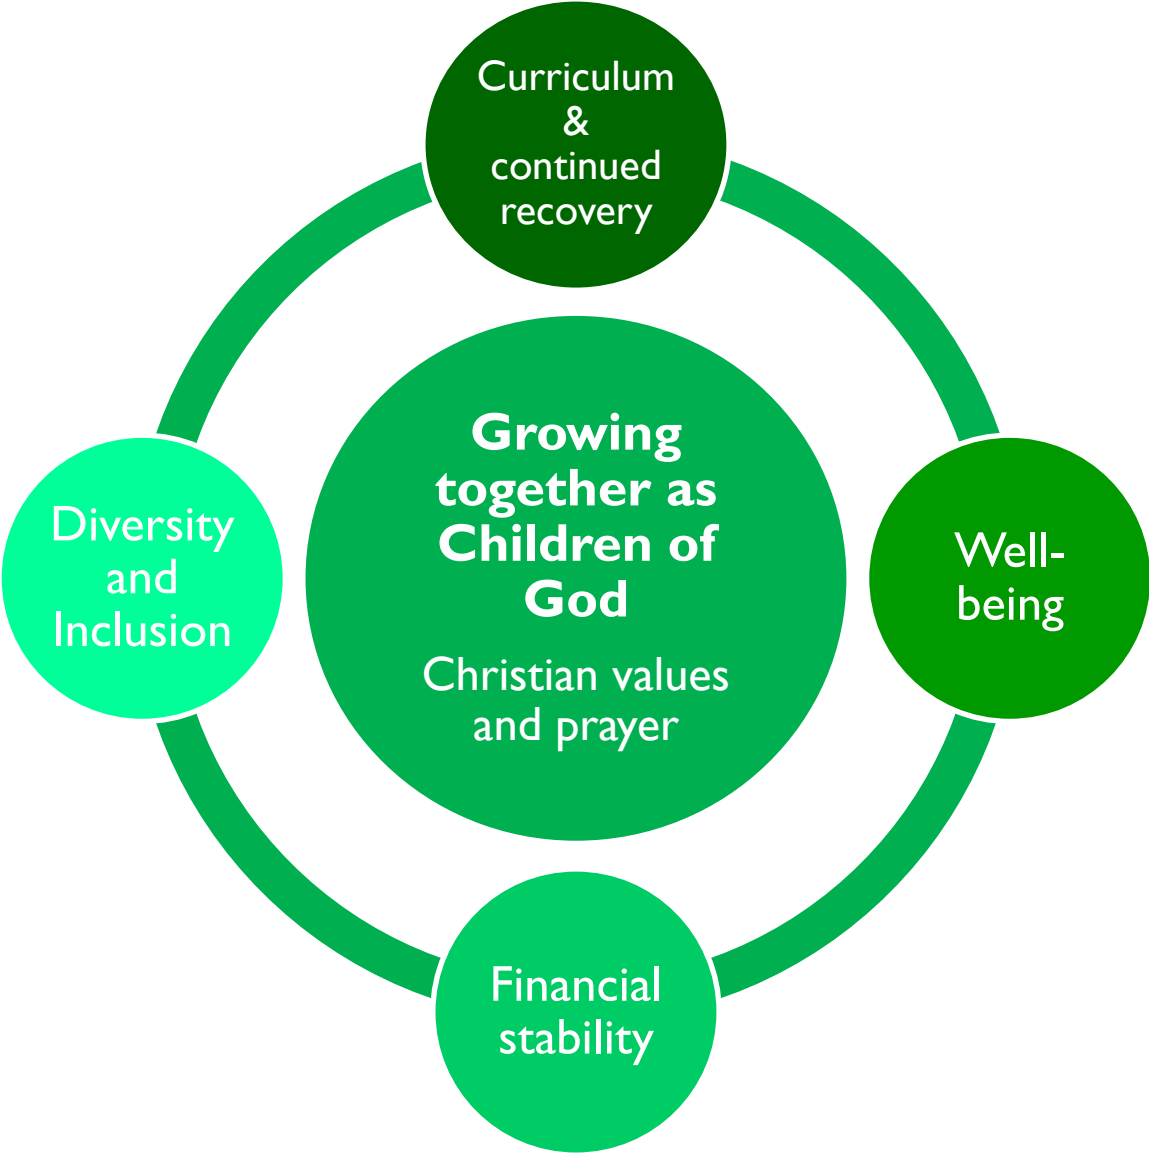 Curriculum
&
continued
recovery
Growing
together as
Children of
God
Christian values
and prayer
Diversity
and
Inclusion
Well-
being
Financial
stability